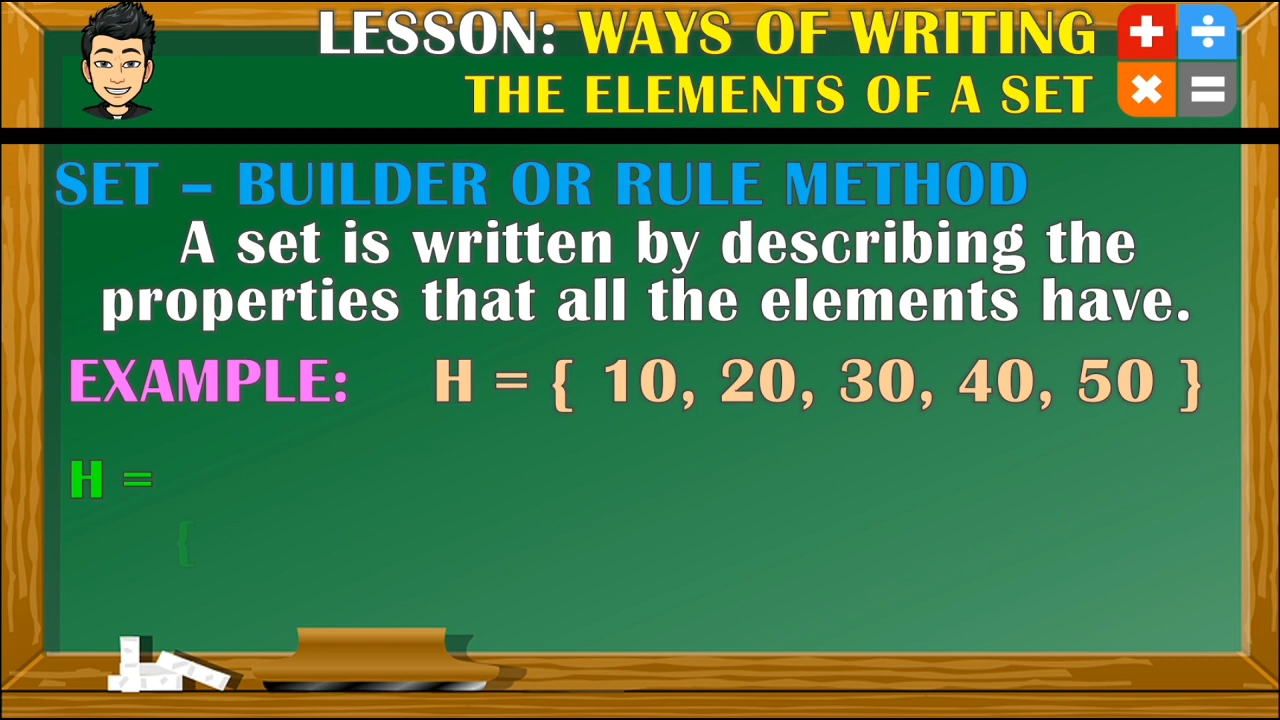 LESSON: WAYS OF WRITING
THE ELEMENTS OF A SET
SET – BUILDER OR RULE METHOD
A set is written by describing the
properties that all the elements have.
EXAMPLE: H = { 10, 20, 30, 40, 50 }
H =
{